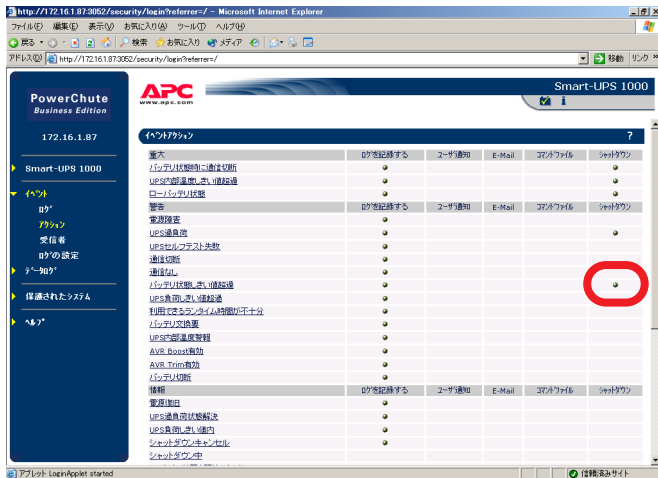 http://172.16.1.87:3052/security/login?referrer=/ - Microsoft Internet Explorer
ファイル(F) 編集(E) 表示(V) お気に入り(A) ツール(T) ヘルプ(H)
戻る 検索 お気に入り メディア
アドレス(D) http://172.16.1.87:3052/security/login?referrer=/ 移動 リンク »
PowerChute
Business Edition
APC
www.apc.com
Smart-UPS 1000
i
172.16.1.87
イベントアクション ?
Smart-UPS 1000
イベント
ログ
アクション
受信者
ログの設定
データログ
保護されたシステム
ヘルプ
重大 ログを記録する ユーザ通知 E-Mail コマンドファイル シャットダウン
バッテリ状態時に通信切断
UPS内部温度しきい値超過
ローバッテリ状態
警告 ログを記録する ユーザ通知 E-Mail コマンドファイル シャットダウン
電源障害
UPS過負荷
UPSセルフテスト失敗
通信切断
通信なし
バッテリ状態しきい値超過
UPS負荷しきい値超過
利用できるランタイム時間が不十分
バッテリ交換要
UPS内部温度警報
AVR Boost有効
AVR Trim有効
バッテリ切断
情報 ログを記録する ユーザ通知 E-Mail コマンドファイル シャットダウン
電源復旧
UPS過負荷状態解決
UPS負荷しきい値内
シャットダウンキャンセル
シャットダウン中
アプレット LoginApplet started 信頼済みサイト